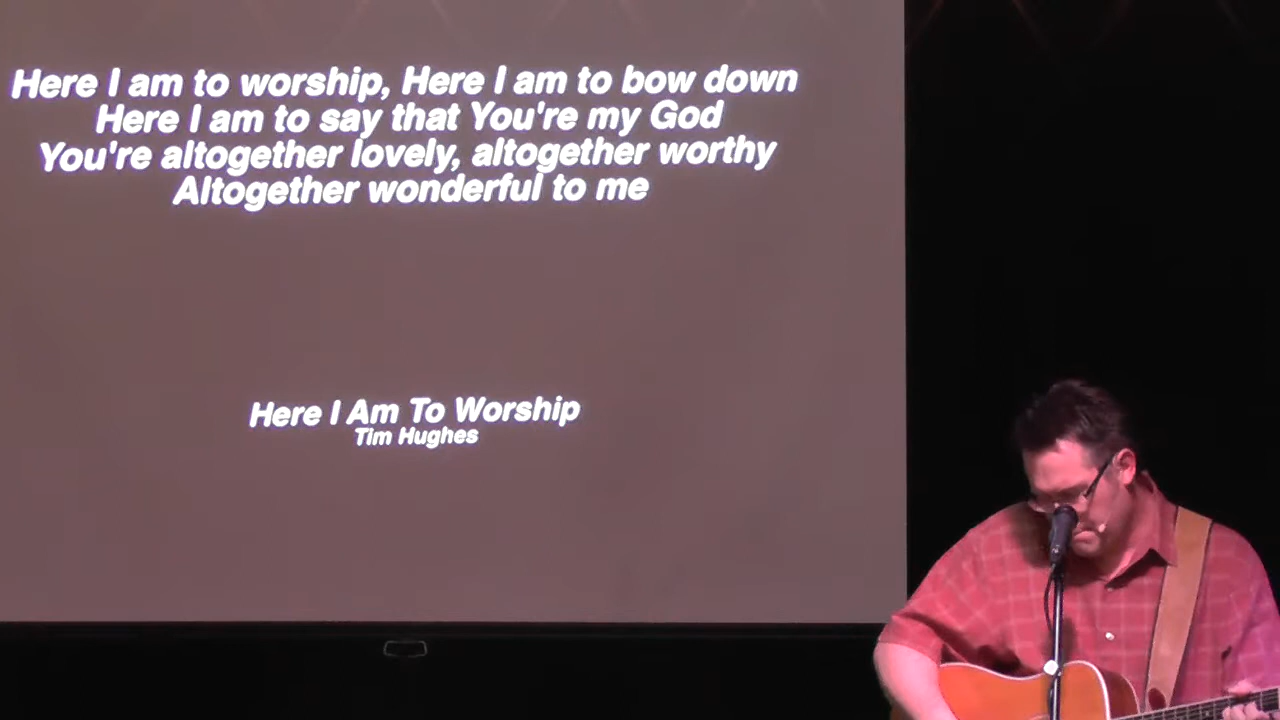 Here I am to worship, Here I am to bow down
Here I am to say that You're my God
You're altogether lovely, altogether worthy
Altogether wonderful to me
Here I Am To Worship
Tim Hughes